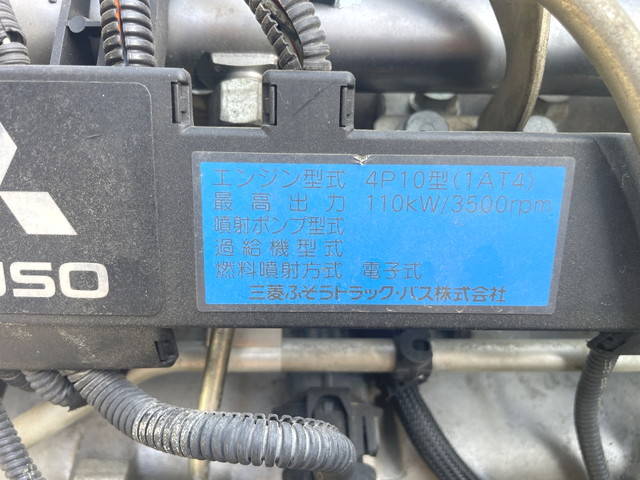 エンジン型式 4P10型(1AT4)
最高出力 110kW/3500rpm
噴射ポンプ型式
過給機型式
燃料噴射方式 電子式
三菱ふそうトラック・バス株式会社
USO